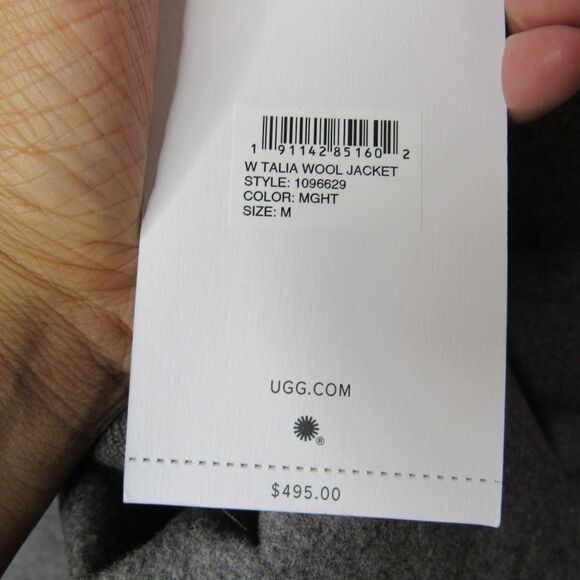 1 91142 85160 2
W TALIA WOOL JACKET
STYLE: 1096629
COLOR: MGHT
SIZE: M
UGG.COM
®
$495.00